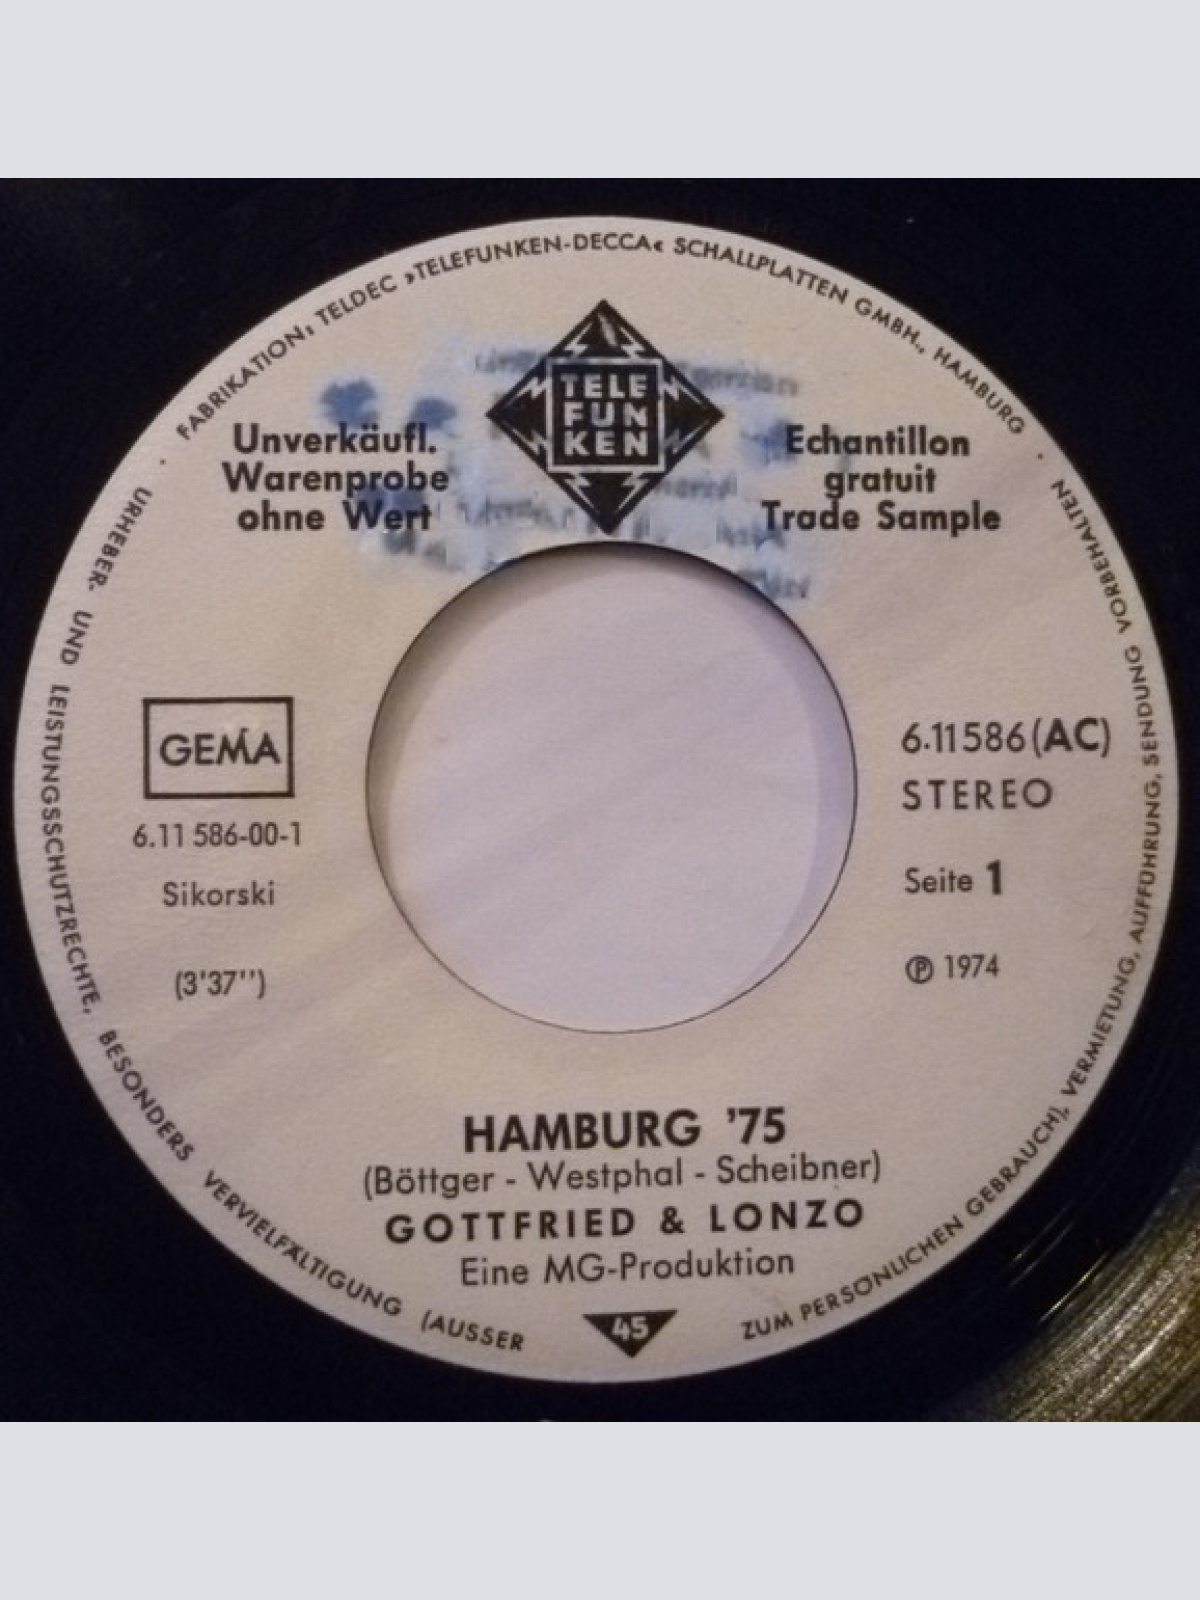 FABRIKATION: TELDEC »TELEFUNKEN-DECCA« SCHALLPLATTEN GMBH., HAMBURG
TELE
FUN
KEN
Unverkäufl.
Warenprobe
ohne Wert
Echantillon
gratuit
Trade Sample
GEMA
6.11 586-00-1
Sikorski
(3'37'')
6.11586 (AC)
STEREO
Seite 1
℗ 1974
HAMBURG '75
(Böttger - Westphal - Scheibner)
GOTTFRIED & LONZO
Eine MG-Produktion
45
URHEBER- UND LEISTUNGSSCHUTZRECHTE, BESONDERS VERVIELFÄLTIGUNG (AUSSER ZUM PERSÖNLICHEN GEBRAUCH), VERMIETUNG, AUFFÜHRUNG, SENDUNG VORBEHALTEN